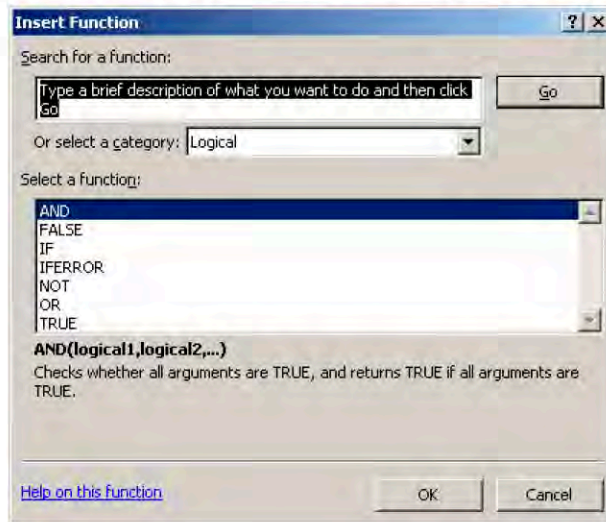 Insert Function
Search for a function:
Type a brief description of what you want to do and then click
Go
Go
Or select a category: Logical
Select a function:
AND
FALSE
IF
IFERROR
NOT
OR
TRUE
AND(logical1,logical2,...)
Checks whether all arguments are TRUE, and returns TRUE if all arguments are
TRUE.
Help on this function
OK
Cancel